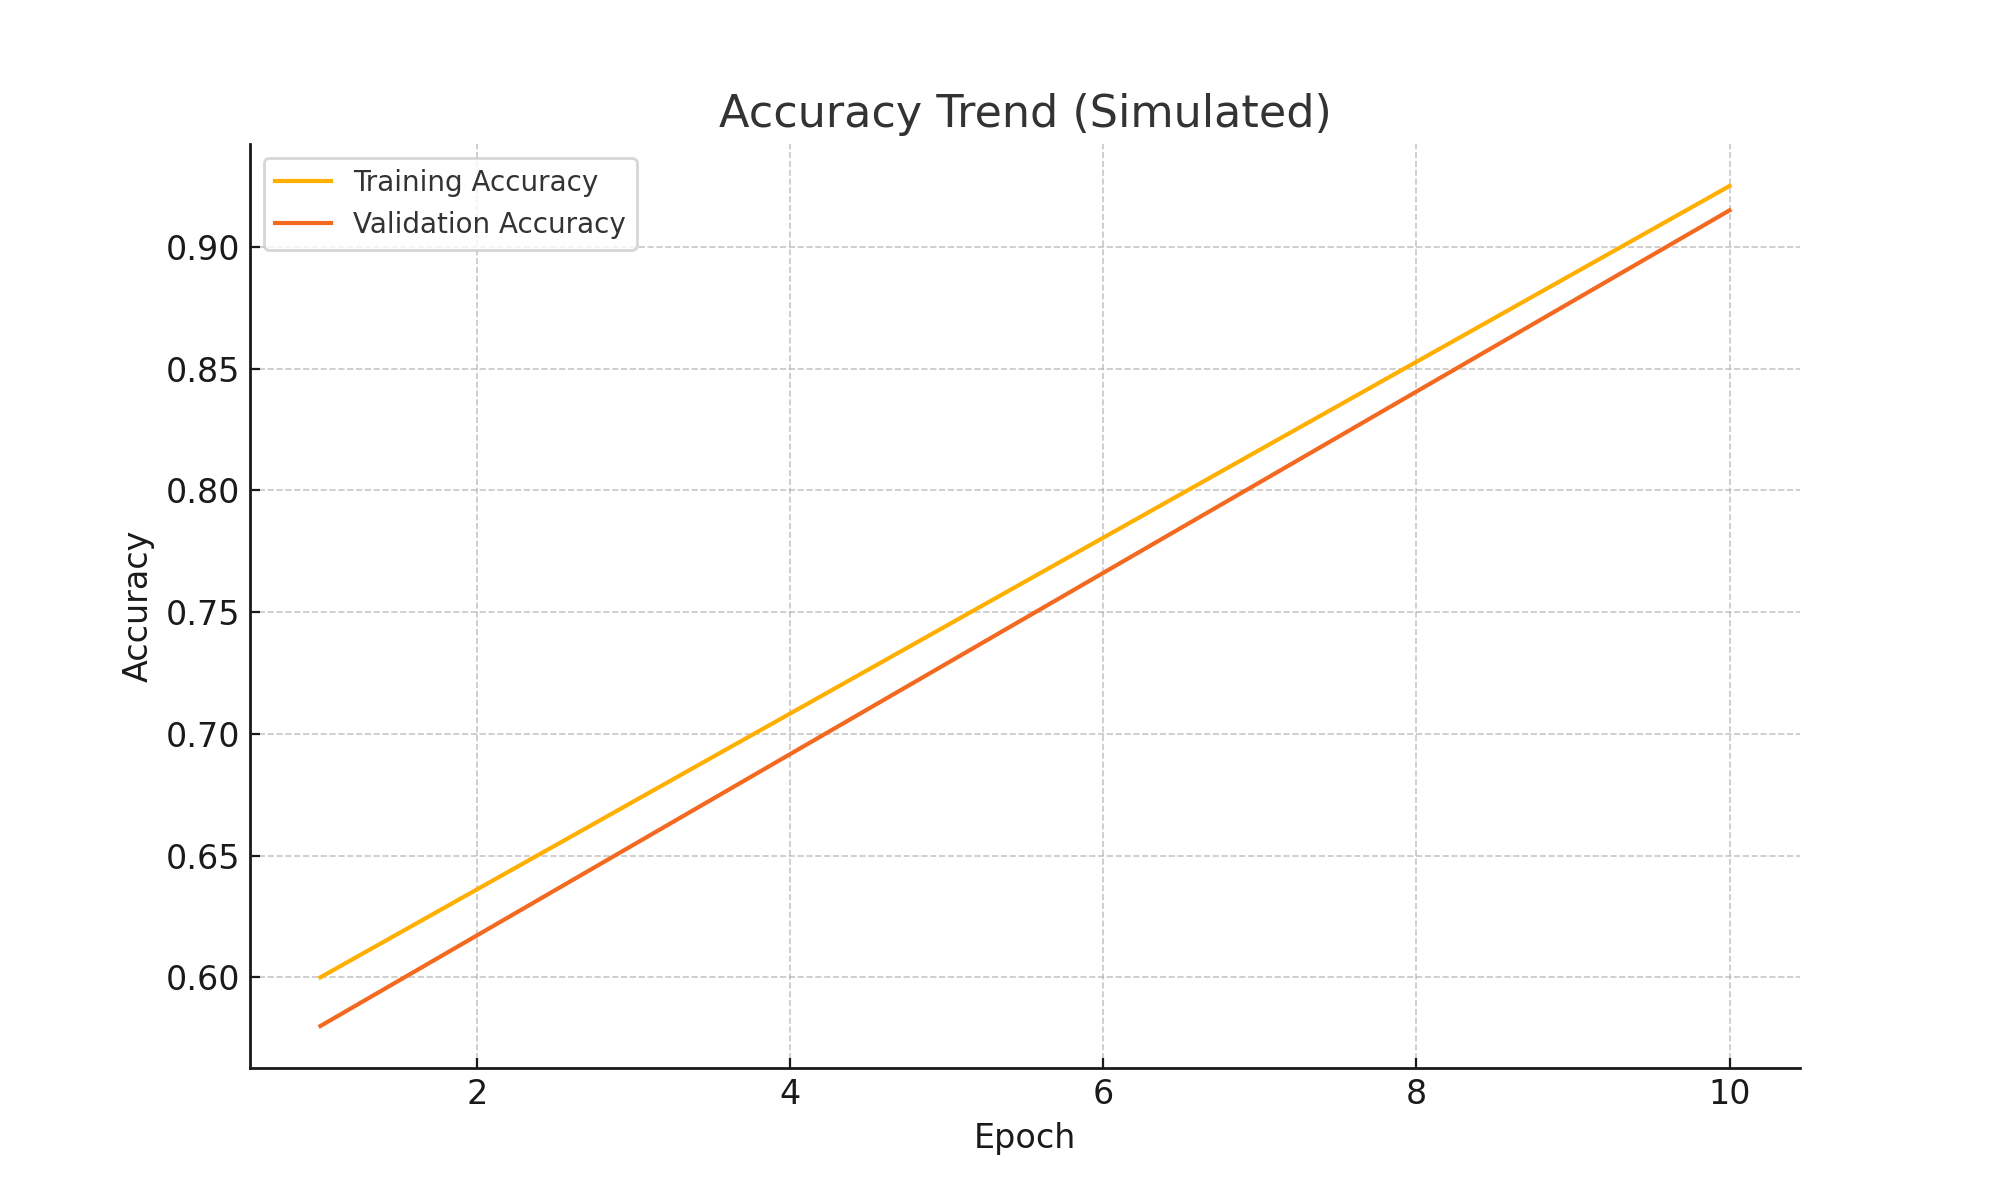 Accuracy Trend (Simulated)
Training Accuracy
Validation Accuracy
0.90
0.85
0.80
0.75
0.70
0.65
0.60
Accuracy
2 4 6 8 10
Epoch